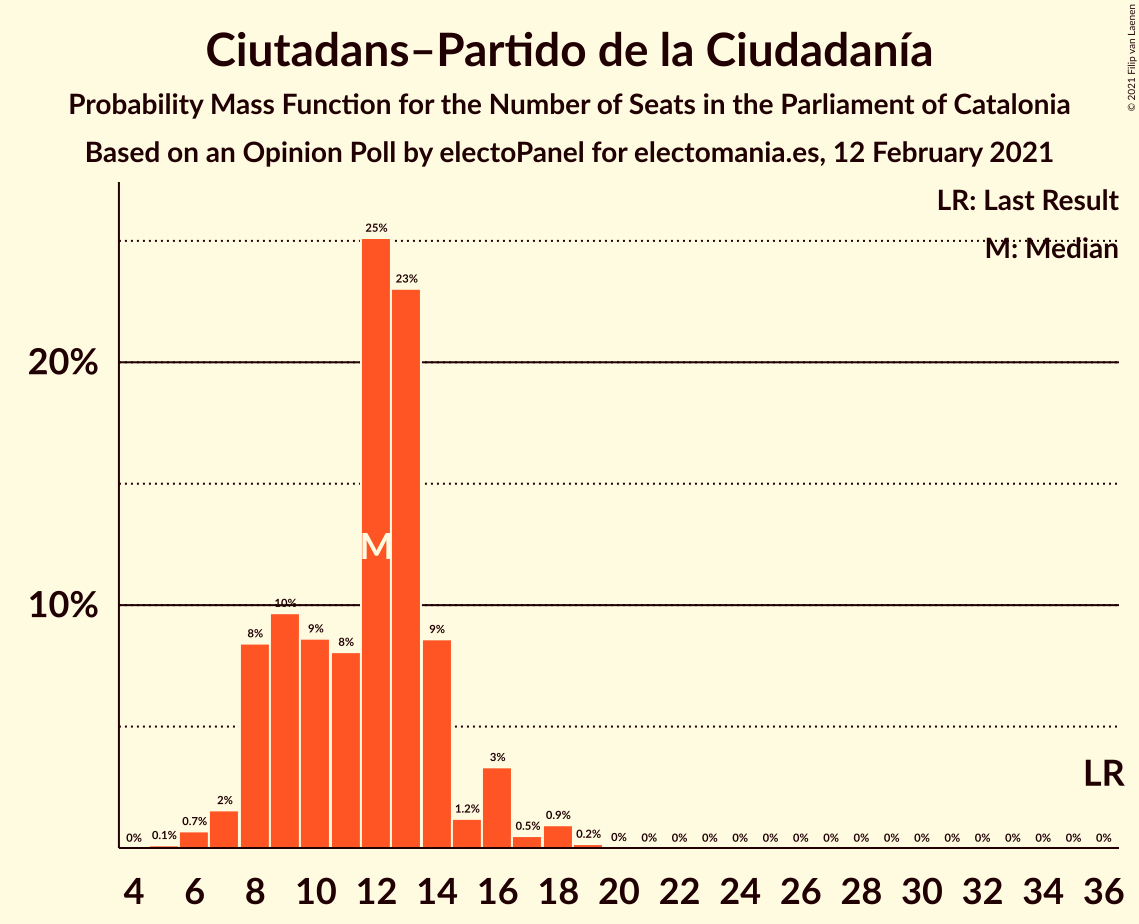 Ciutadans–Partido de la Ciudadanía
Probability Mass Function for the Number of Seats in the Parliament of Catalonia
Based on an Opinion Poll by electoPanel for electomania.es, 12 February 2021
© 2021 Filip van Laenen
LR: Last Result
M: Median
20%
10%
0% 0.1% 0.7% 2% 8% 10% 9% 8% 25% 23% 9% 1.2% 3% 0.5% 0.9% 0.2% 0% 0% 0% 0% 0% 0% 0% 0% 0% 0% 0% 0% 0% 0% 0% 0% 0%
M
LR
4 6 8 10 12 14 16 18 20 22 24 26 28 30 32 34 36